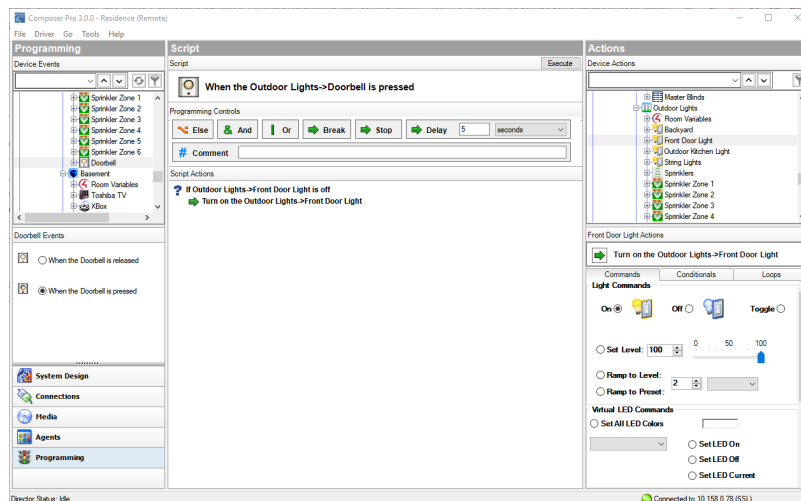 Composer Pro 3.0.0 - Residence (Remote)
File Driver Go Tools Help
Programming
Device Events
Sprinkler Zone 1
Sprinkler Zone 2
Sprinkler Zone 3
Sprinkler Zone 4
Sprinkler Zone 5
Sprinkler Zone 6
Doorbell
Basement
Room Variables
Toshiba TV
XBox
Doorbell Events
When the Doorbell is released
When the Doorbell is pressed
System Design
Connections
Media
Agents
Programming
Director Status: Idle
Script
Script Execute
When the Outdoor Lights->Doorbell is pressed
Programming Controls
Else & And Or Break Stop Delay 5 seconds
# Comment
Script Actions
? If Outdoor Lights->Front Door Light is off
Turn on the Outdoor Lights->Front Door Light
Actions
Device Actions
Master Blinds
Outdoor Lights
Room Variables
Backyard
Front Door Light
Outdoor Kitchen Light
String Lights
Sprinklers
Sprinkler Zone 1
Sprinkler Zone 2
Sprinkler Zone 3
Sprinkler Zone 4
Front Door Light Actions
Turn on the Outdoor Lights->Front Door Light
Commands Conditionals Loops
Light Commands
On Off Toggle
0 50 100
Set Level: 100
Ramp to Level:
2
Ramp to Preset:
Virtual LED Commands
Set All LED Colors
Set LED On
Set LED Off
Set LED Current
Connected to 10.158.0.78 (SSL)